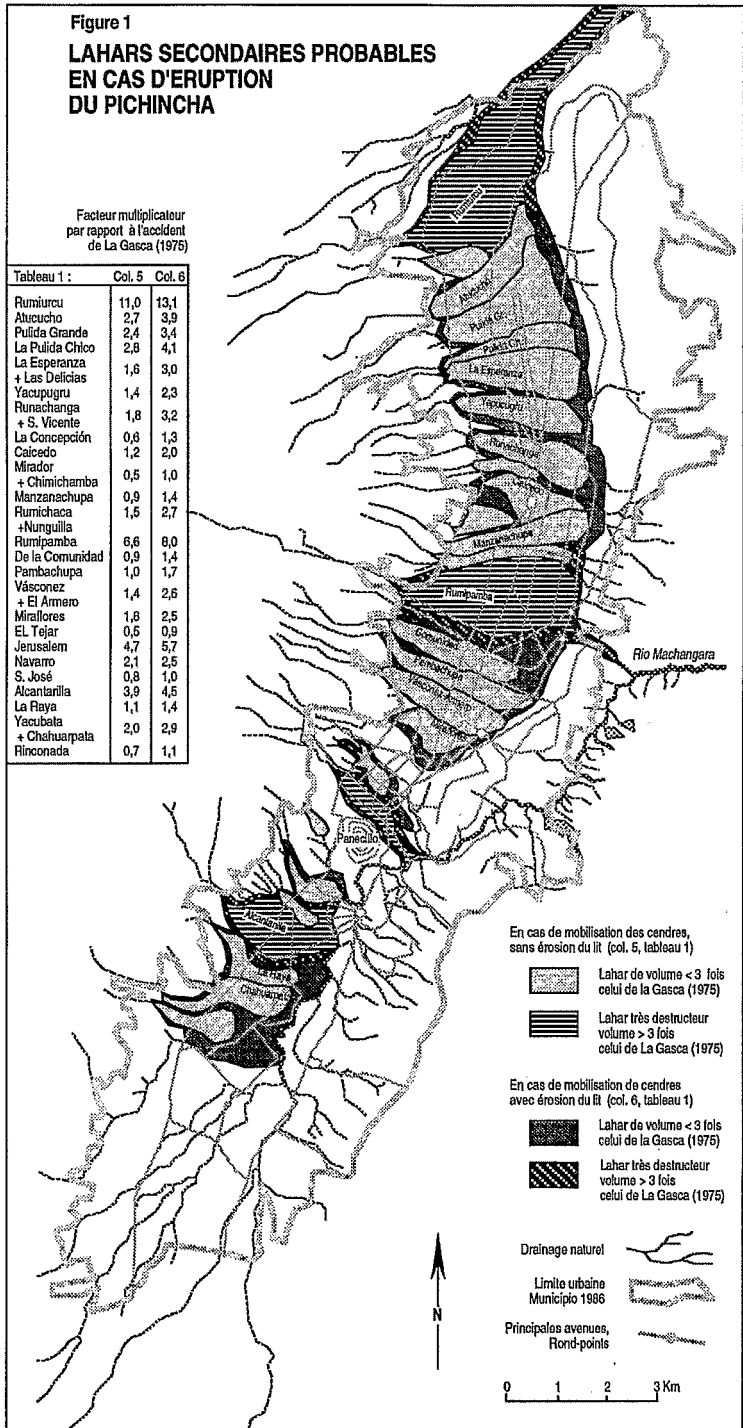 Figure 1
LAHARS SECONDAIRES PROBABLES
EN CAS D'ERUPTION
DU PICHINCHA
Facteur multiplicateur
par rapport à l'accident
de La Gasca (1975)
Tableau 1 : Col. 5 Col. 6
Rumiurcu 11,0 13,1
Atucucho 2,7 3,9
Pulida Grande 2,4 3,4
La Pulida Chico 2,8 4,1
La Esperanza
+ Las Delicias 1,6 3,0
Yacupugru 1,4 2,3
Runachanga
+ S. Vicente 1,8 3,2
La Concepción 0,6 1,3
Caicedo 1,2 2,0
Mirador
+ Chimichamba 0,5 1,0
Manzanachupa 0,9 1,4
Rumichaca 1,5 2,7
+Nunguilla
Rumipamba 6,6 8,0
De la Comunidad 0,9 1,4
Pambachupa 1,0 1,7
Vásconez
+ El Armero 1,4 2,6
Miraflores 1,8 2,5
EL Tejar 0,5 0,9
Jerusalem 4,7 5,7
Navarro 2,1 2,5
S. José 0,8 1,0
Alcantarilla 3,9 4,5
La Raya 1,1 1,4
Yacubata
+ Chahuarpata 2,0 2,9
Rinconada 0,7 1,1
Rumiurcu
Atucucho
Pulida Gr.
Pulida Ch.
La Esperanza
Yapucugru
Runachanga
Manzanachupa
Rumipamba
Comunidad
Pambachupa
Rio Machangara
Panecillo
Alcantarilla
En cas de mobilisation des cendres,
sans érosion du lit (col. 5, tableau 1)
Lahar de volume < 3 fois
celui de la Gasca (1975)
Lahar très destructeur
volume > 3 fois
celui de La Gasca (1975)
En cas de mobilisation de cendres
avec érosion du lit (col. 6, tableau 1)
Lahar de volume < 3 fois
celui de la Gasca (1975)
Lahar très destructeur
volume > 3 fois
celui de La Gasca (1975)
Drainage naturel
Limite urbaine
Municipio 1986
Principales avenues,
Rond-points
N
0 1 2 3 Km